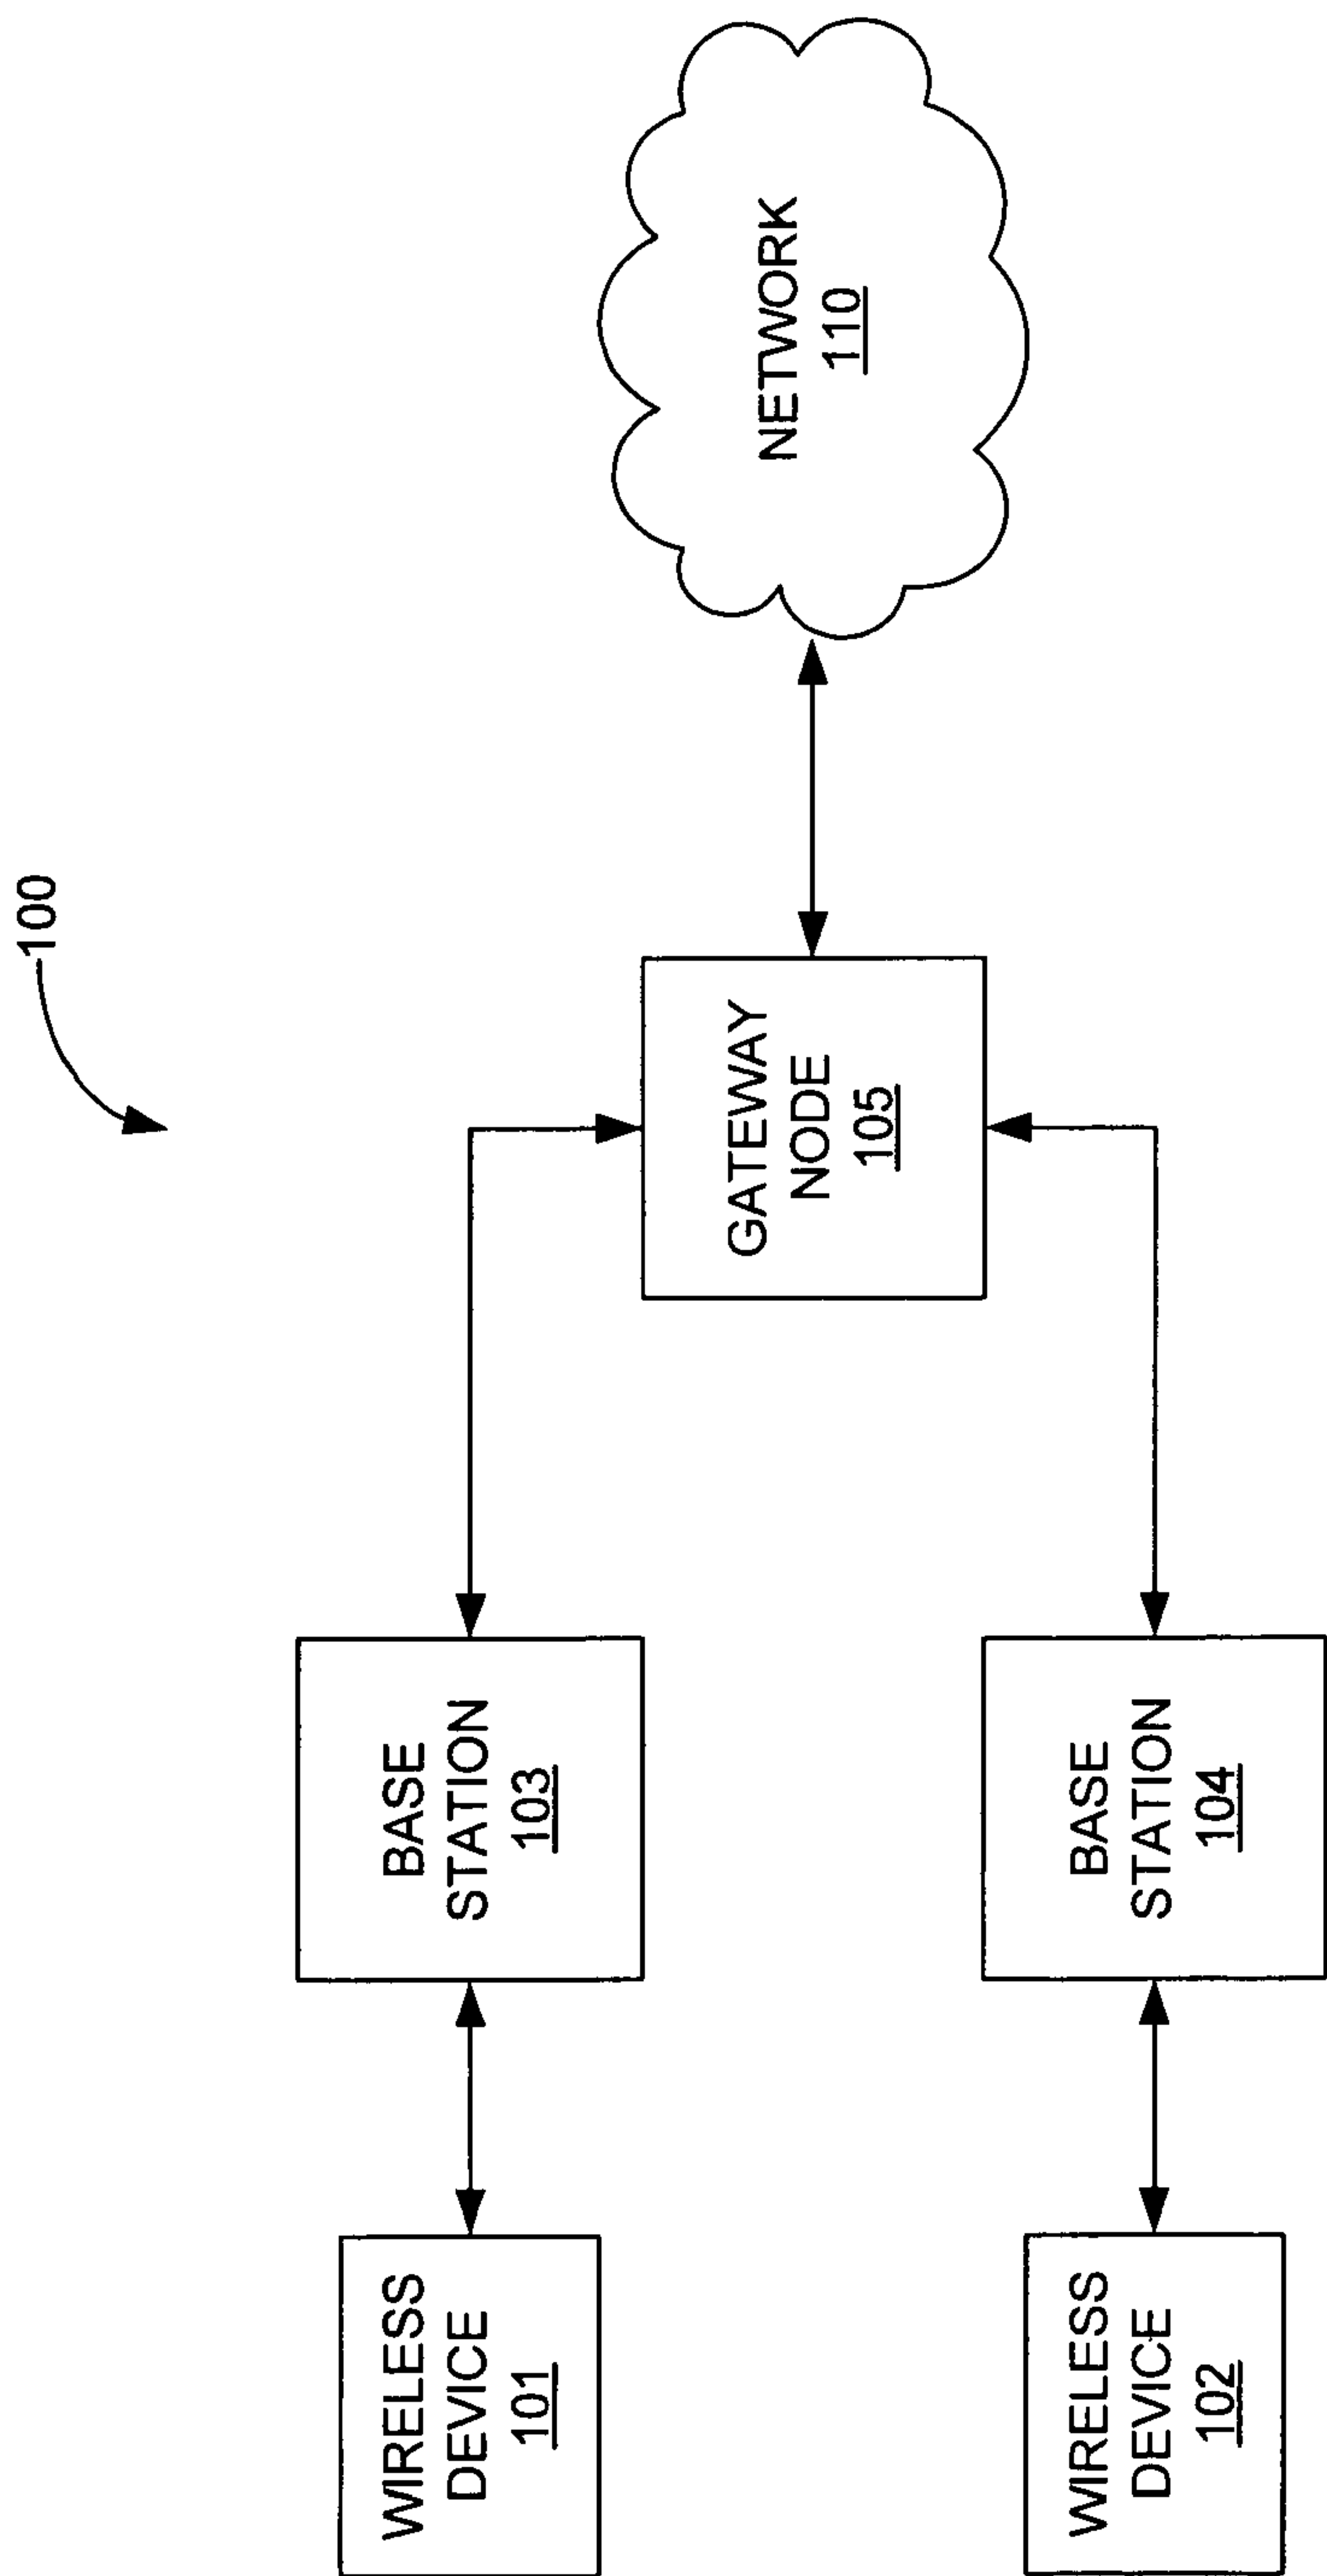 100
WIRELESS
DEVICE
101
BASE
STATION
103
GATEWAY
NODE
105
NETWORK
110
WIRELESS
DEVICE
102
BASE
STATION
104